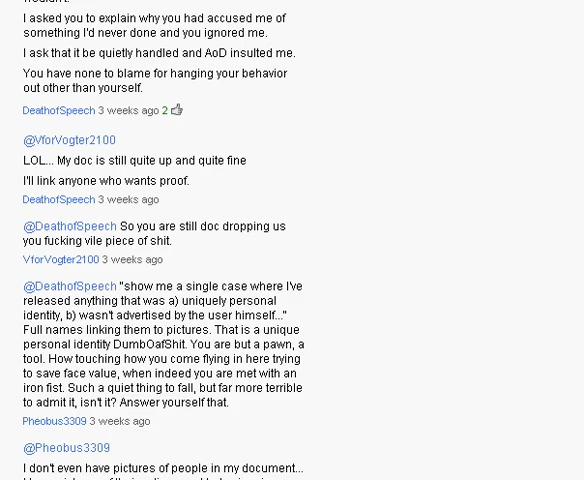 I asked you to explain why you had accused me of
something I'd never done and you ignored me.
I ask that it be quietly handled and AoD insulted me.
You have none to blame for hanging your behavior
out other than yourself.
DeathofSpeech 3 weeks ago 2
@VforVogter2100
LOL... My doc is still quite up and quite fine
I'll link anyone who wants proof.
DeathofSpeech 3 weeks ago
@DeathofSpeech So you are still doc dropping us
you fucking vile piece of shit.
VforVogter2100 3 weeks ago
@DeathofSpeech "show me a single case where I've
released anything that was a) uniquely personal
identity, b) wasn't advertised by the user himself..."
Full names linking them to pictures. That is a unique
personal identity DumbOafShit. You are but a pawn, a
tool. How touching how you come flying in here trying
to save face value, when indeed you are met with an
iron fist. Such a quiet thing to fall, but far more terrible
to admit it, isn't it? Answer yourself that.
Pheobus3309 3 weeks ago
@Pheobus3309
I don't even have pictures of people in my document...